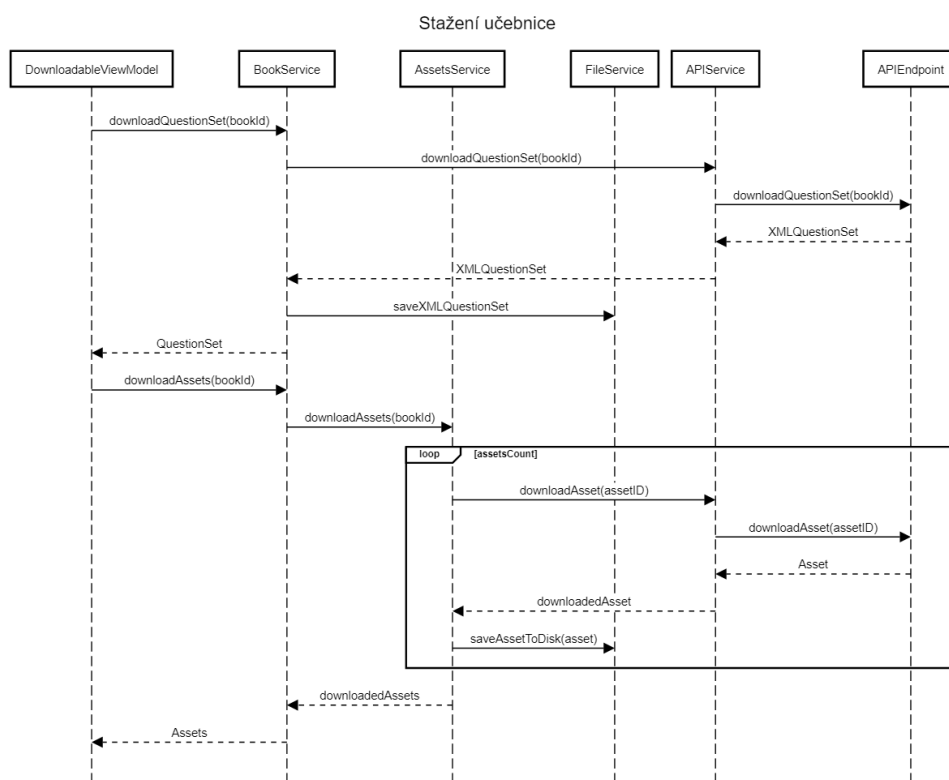 Stažení učebnice
DownloadableViewModel
BookService
AssetsService
FileService
APIService
APIEndpoint
downloadQuestionSet(bookId)
downloadQuestionSet(bookId)
downloadQuestionSet(bookId)
XMLQuestionSet
XMLQuestionSet
saveXMLQuestionSet
QuestionSet
downloadAssets(bookId)
downloadAssets(bookId)
loop
[assetsCount]
downloadAsset(assetID)
downloadAsset(assetID)
Asset
downloadedAsset
saveAssetToDisk(asset)
downloadedAssets
Assets